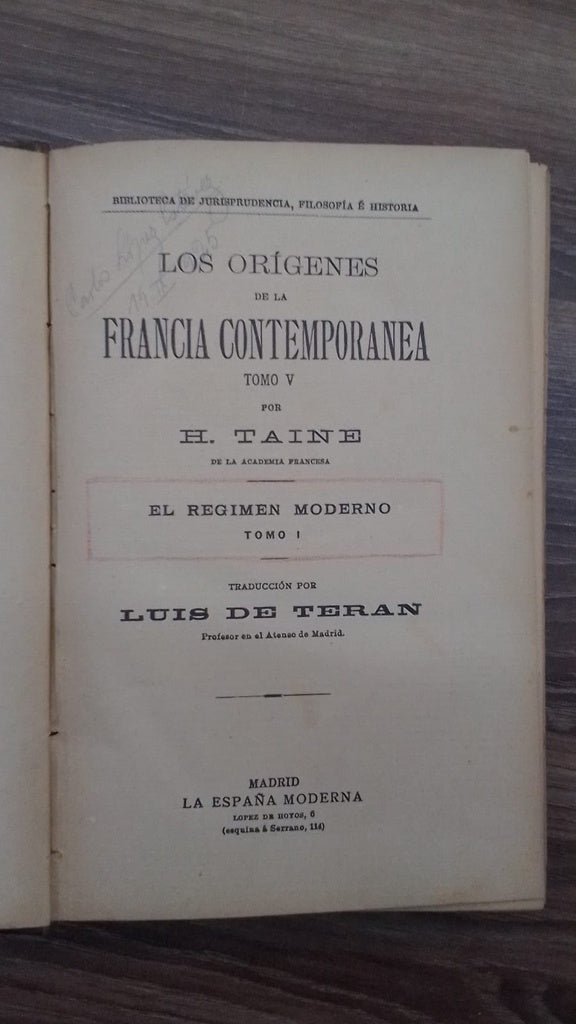 BIBLIOTECA DE JURISPRUDENCIA, FILOSOFÍA É HISTORIA
Carlos López
LOS ORÍGENES
DE LA
FRANCIA CONTEMPORANEA
TOMO V
POR
H. TAINE
DE LA ACADEMIA FRANCESA
EL REGIMEN MODERNO
TOMO I
TRADUCCIÓN POR
LUIS DE TERAN
Profesor en el Ateneo de Madrid.
MADRID
LA ESPAÑA MODERNA
LOPEZ DE HOYOS, 6
(esquina á Serrano, 114)